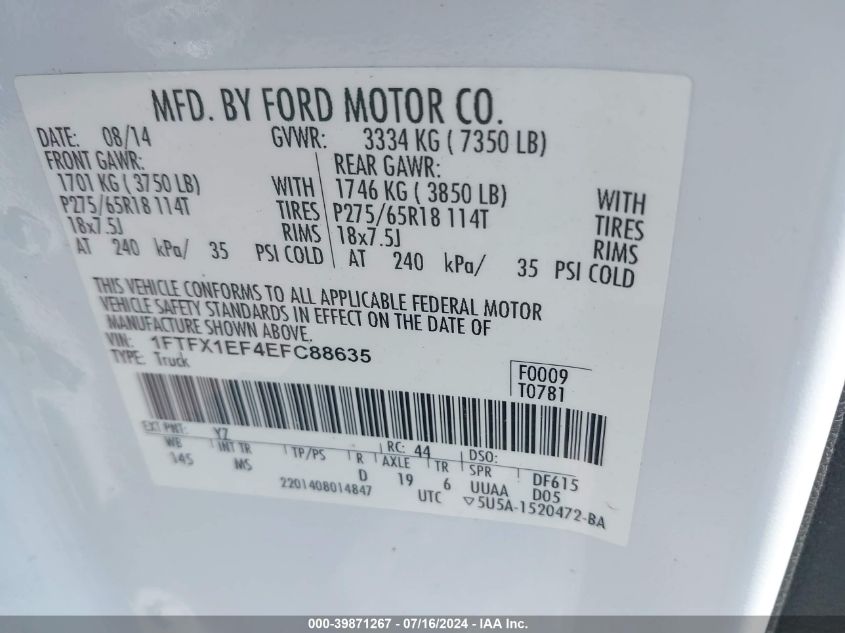 MFD. BY FORD MOTOR CO.
DATE: 08/14 GVWR: 3334 KG ( 7350 LB)
FRONT GAWR: REAR GAWR:
1701 KG ( 3750 LB) WITH 1746 KG ( 3850 LB) WITH
P275/65R18 114T TIRES P275/65R18 114T TIRES
18x7.5J RIMS 18x7.5J RIMS
AT 240 kPa/ 35 PSI COLD AT 240 kPa/ 35 PSI COLD
THIS VEHICLE CONFORMS TO ALL APPLICABLE FEDERAL MOTOR
VEHICLE SAFETY STANDARDS IN EFFECT ON THE DATE OF
MANUFACTURE SHOWN ABOVE.
VIN: 1FTFX1EF4EFC88635
TYPE: Truck
F0009
T0781
EXT PNT: YZ RC: 44 DSO:
WB INT TR TP/PS R AXLE TR SPR DF615
145 MS D 19 6 UUAA D05
2201408014847 UTC ▽5U5A-1520472-BA
000-39871267 - 07/16/2024 - IAA Inc.